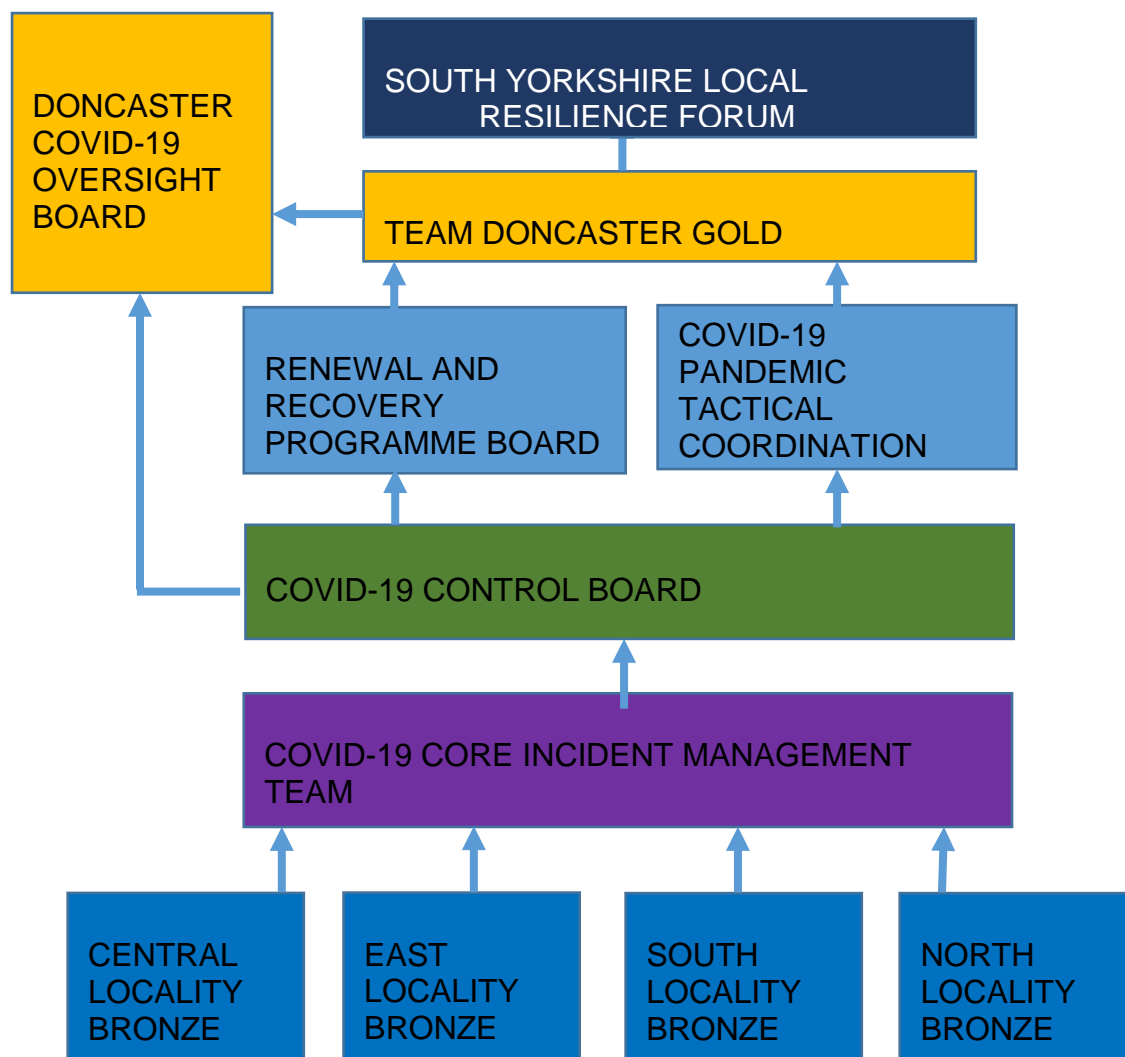 DONCASTER
COVID-19
OVERSIGHT
BOARD
SOUTH YORKSHIRE LOCAL
RESILIENCE FORUM
TEAM DONCASTER GOLD
RENEWAL AND
RECOVERY
PROGRAMME BOARD
COVID-19
PANDEMIC
TACTICAL
COORDINATION
COVID-19 CONTROL BOARD
COVID-19 CORE INCIDENT MANAGEMENT
TEAM
CENTRAL
LOCALITY
BRONZE
EAST
LOCALITY
BRONZE
SOUTH
LOCALITY
BRONZE
NORTH
LOCALITY
BRONZE